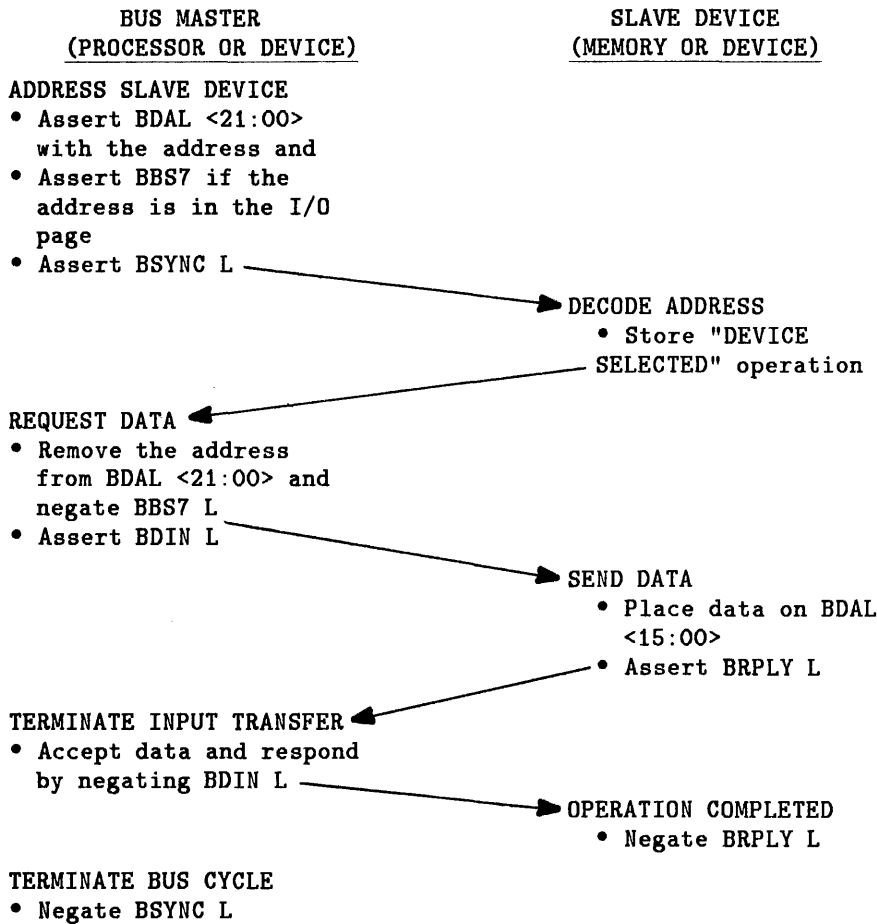 BUS MASTER
(PROCESSOR OR DEVICE)
SLAVE DEVICE
(MEMORY OR DEVICE)
ADDRESS SLAVE DEVICE
• Assert BDAL <21:00>
with the address and
• Assert BBS7 if the
address is in the I/O
page
• Assert BSYNC L
DECODE ADDRESS
• Store "DEVICE
SELECTED" operation
REQUEST DATA
• Remove the address
from BDAL <21:00> and
negate BBS7 L
• Assert BDIN L
SEND DATA
• Place data on BDAL
<15:00>
• Assert BRPLY L
TERMINATE INPUT TRANSFER
• Accept data and respond
by negating BDIN L
OPERATION COMPLETED
• Negate BRPLY L
TERMINATE BUS CYCLE
• Negate BSYNC L